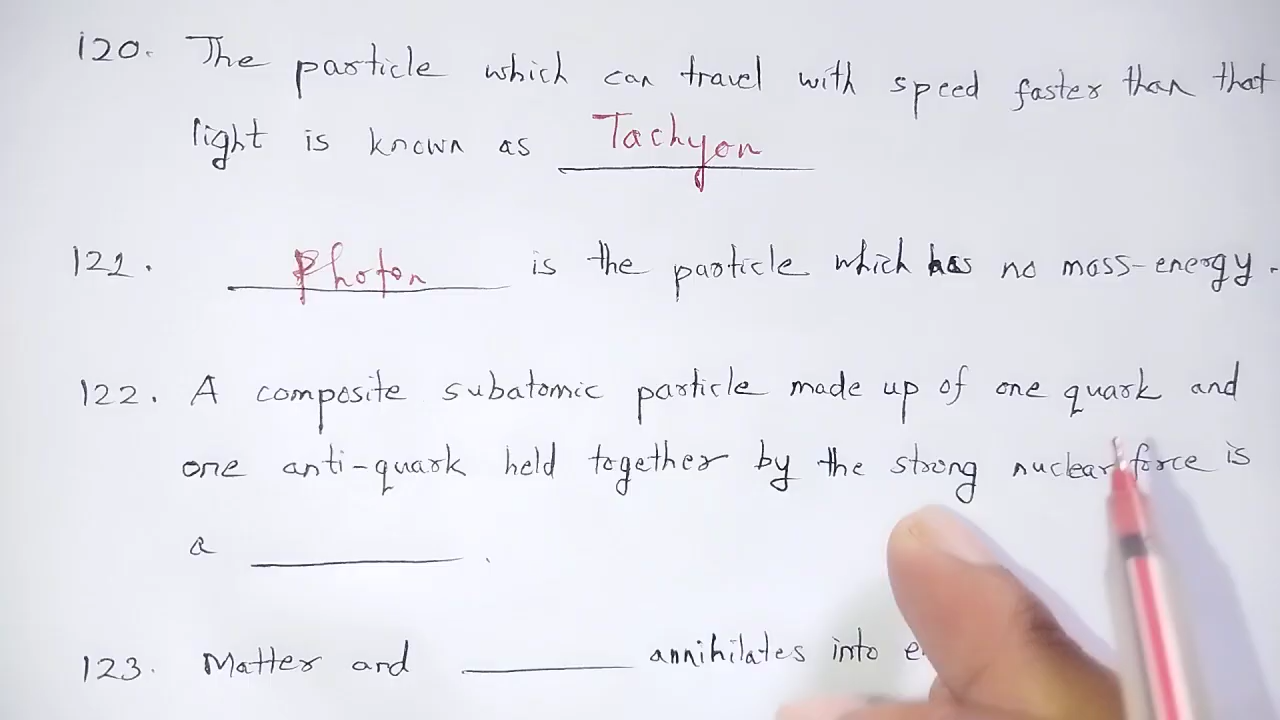 120. The particle which can travel with speed faster than that
light is known as Tachyon
121. Photon is the particle which has no mass-energy.
122. A composite subatomic particle made up of one quark and
one anti-quark held together by the strong nuclear force is
a ________ .
123. Matter and ________ annihilates into